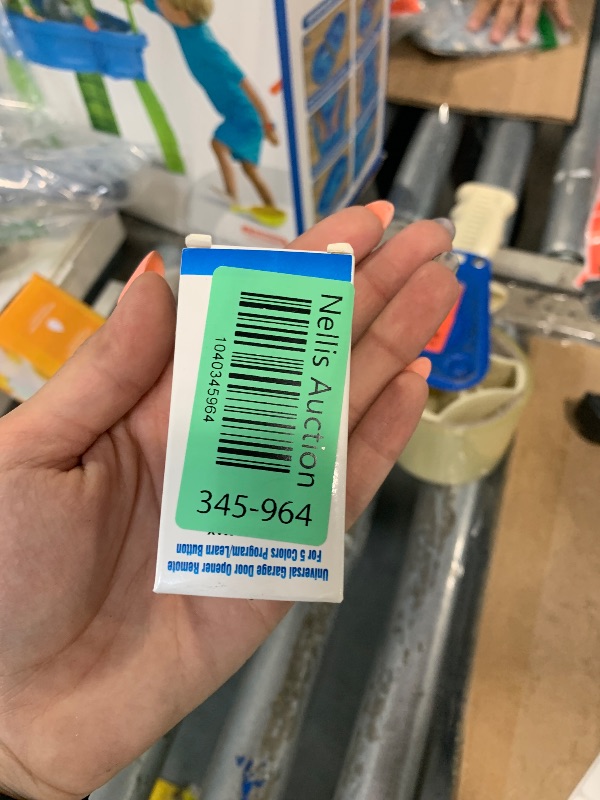 Nellis Auction
1040345964
345-964
Universal Garage Door Opener Remote
For 5 Colors Program/Learn Button